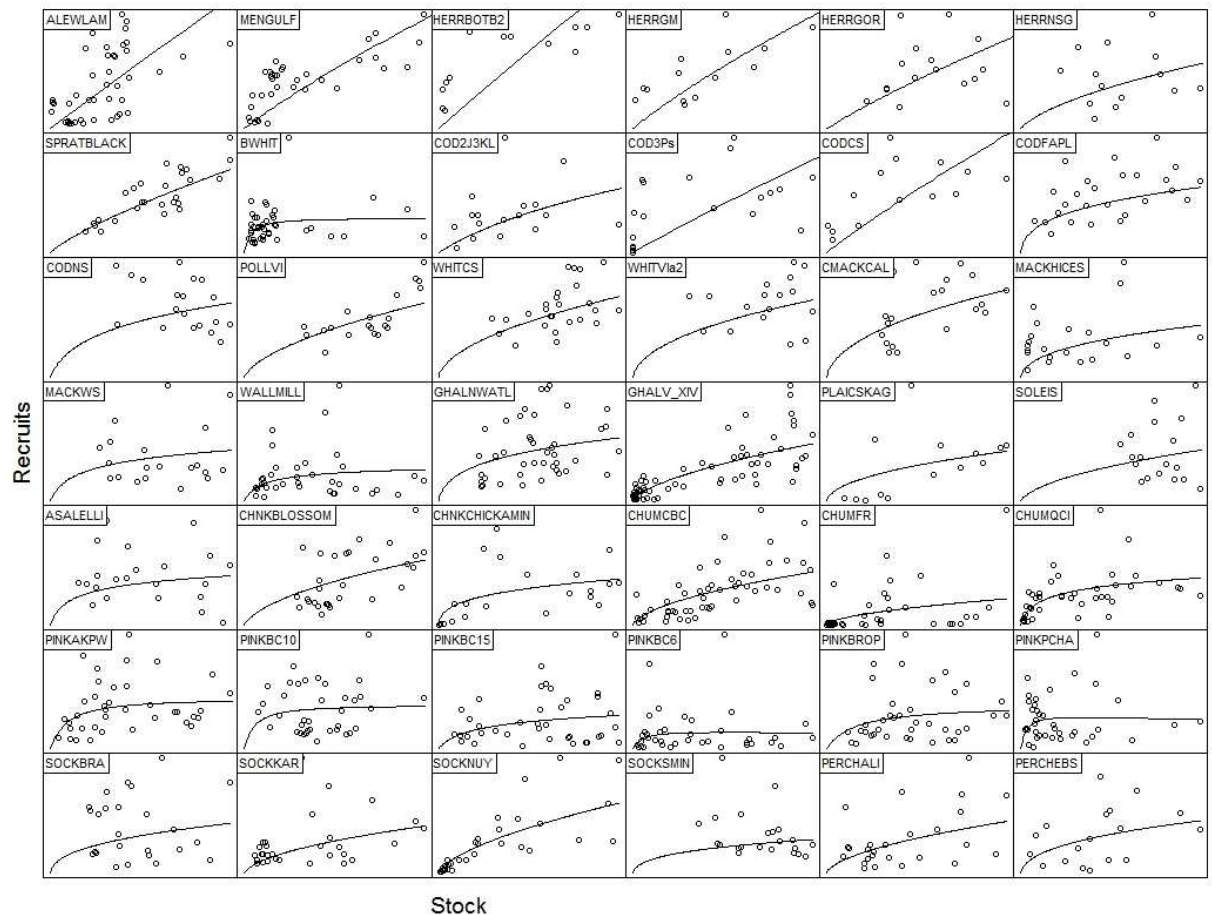 ALEWLAM MENGULF HERRBOTB2 HERRGM HERRGOR HERRNSG
SPRATBLACK BWHIT COD2J3KL COD3Ps CODCS CODFAPL
CODNS POLLVI WHITCS WHITVIa2 CMACKCAL MACKHICES
MACKWS WALLMILL GHALNWATL GHALV_XIV PLAICSKAG SOLEIS
ASALELLI CHNKBLOSSOM CHNKCHICKAMIN CHUMCBC CHUMFR CHUMQCI
PINKAKPW PINKBC10 PINKBC15 PINKBC6 PINKBROP PINKPCHA
SOCKBRA SOCKKAR SOCKNUY SOCKSMIN PERCHALI PERCHEBS
Recruits
Stock